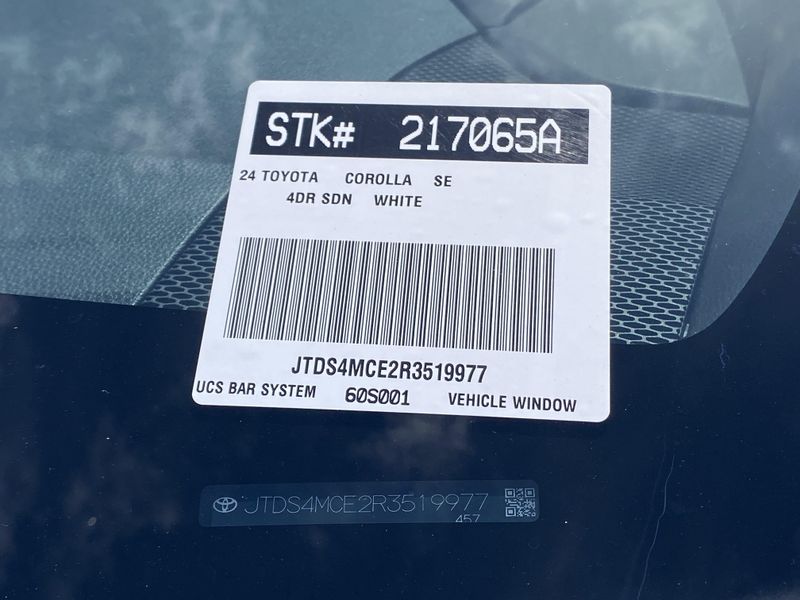 STK# 217065A
24 TOYOTA COROLLA SE
4DR SDN WHITE
JTDS4MCE2R3519977
UCS BAR SYSTEM 60S001 VEHICLE WINDOW
JTDS4MCE2R3519977
457